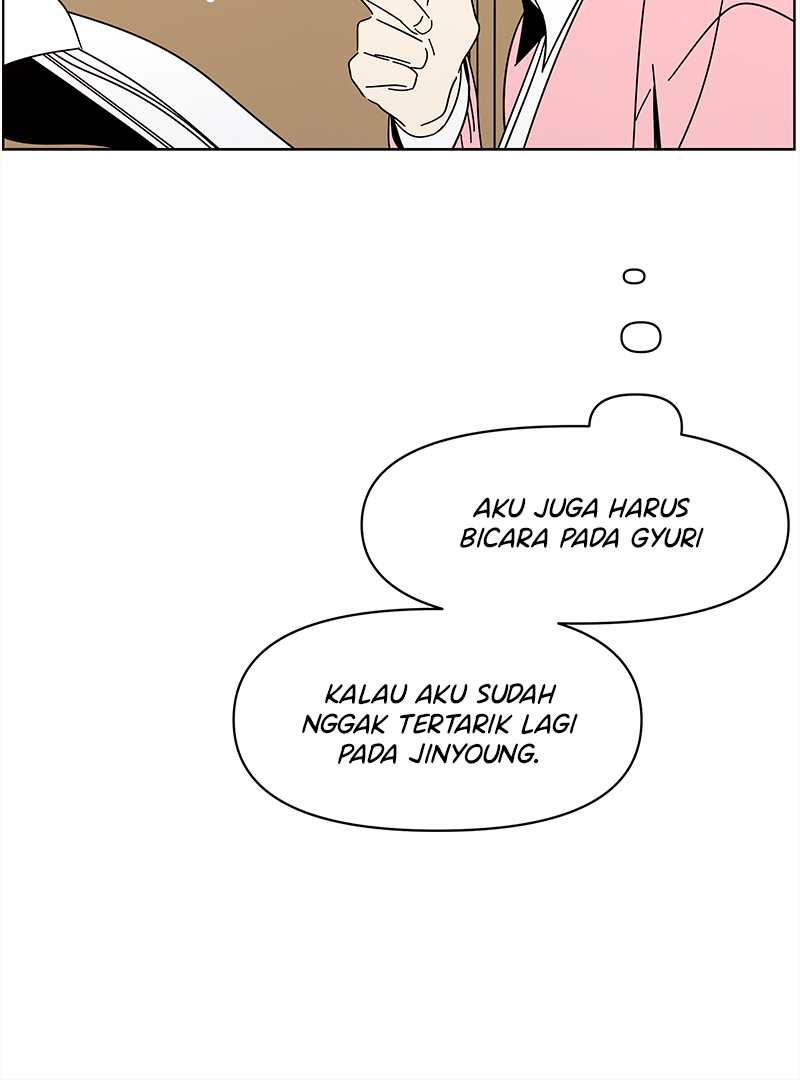 AKU JUGA HARUS
BICARA PADA GYURI
KALAU AKU SUDAH
NGGAK TERTARIK LAGI
PADA JINYOUNG.